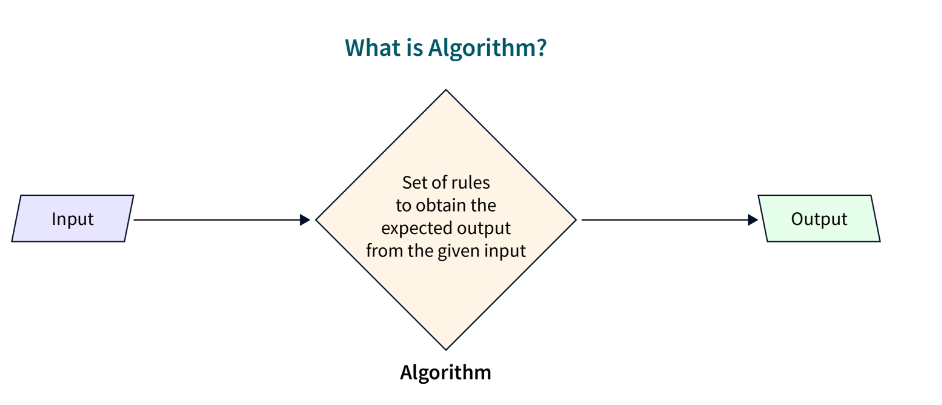 What is Algorithm?
Input
Set of rules
to obtain the
expected output
from the given input
Output
Algorithm